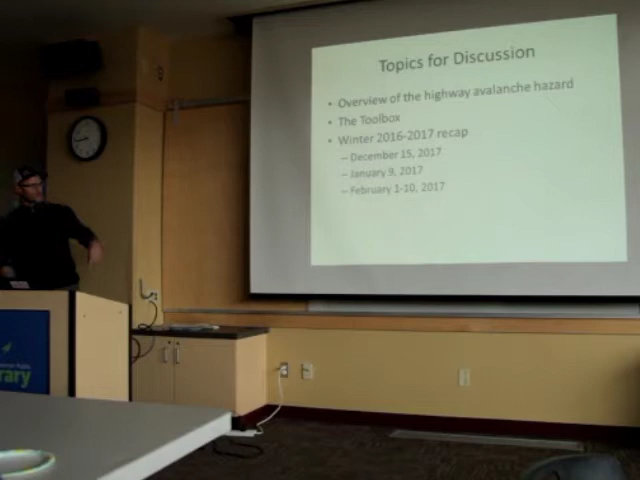 Topics for Discussion
• Overview of the highway avalanche hazard
• The Toolbox
• Winter 2016-2017 recap
– December 15, 2017
– January 9, 2017
– February 1-10, 2017